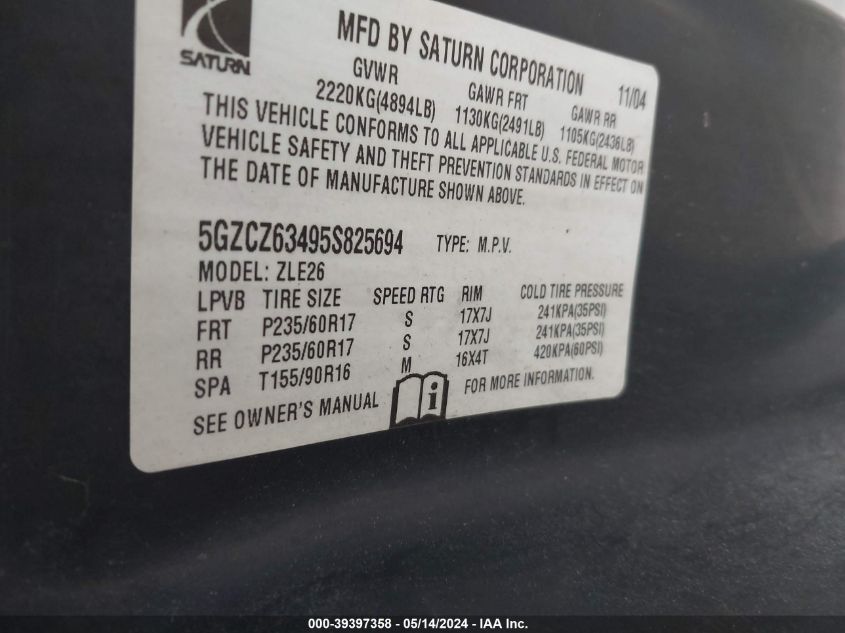 SATURN
MFD BY SATURN CORPORATION 11/04
GVWR GAWR FRT GAWR RR
2220KG(4894LB) 1130KG(2491LB) 1105KG(2436LB)
THIS VEHICLE CONFORMS TO ALL APPLICABLE U.S. FEDERAL MOTOR
VEHICLE SAFETY AND THEFT PREVENTION STANDARDS IN EFFECT ON
THE DATE OF MANUFACTURE SHOWN ABOVE.
5GZCZ63495S825694 TYPE: M.P.V.
MODEL: ZLE26
LPVB TIRE SIZE SPEED RTG RIM COLD TIRE PRESSURE
FRT P235/60R17 S 17X7J 241KPA(35PSI)
RR P235/60R17 S 17X7J 241KPA(35PSI)
SPA T155/90R16 M 16X4T 420KPA(60PSI)
SEE OWNER'S MANUAL i FOR MORE INFORMATION.
000-39397358 - 05/14/2024 - IAA Inc.